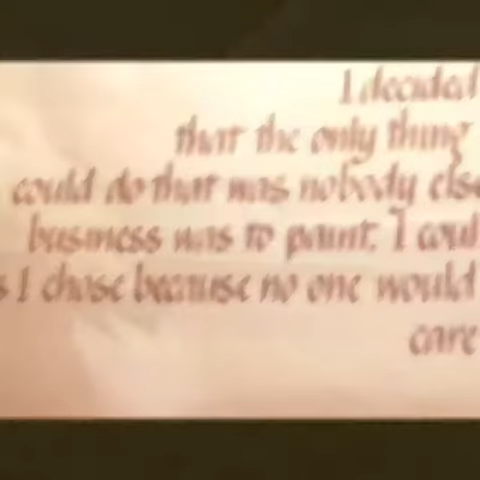 I decided
that the only thing
could do that was nobody else
business was to paint. I coul
s I chose because no one would
care